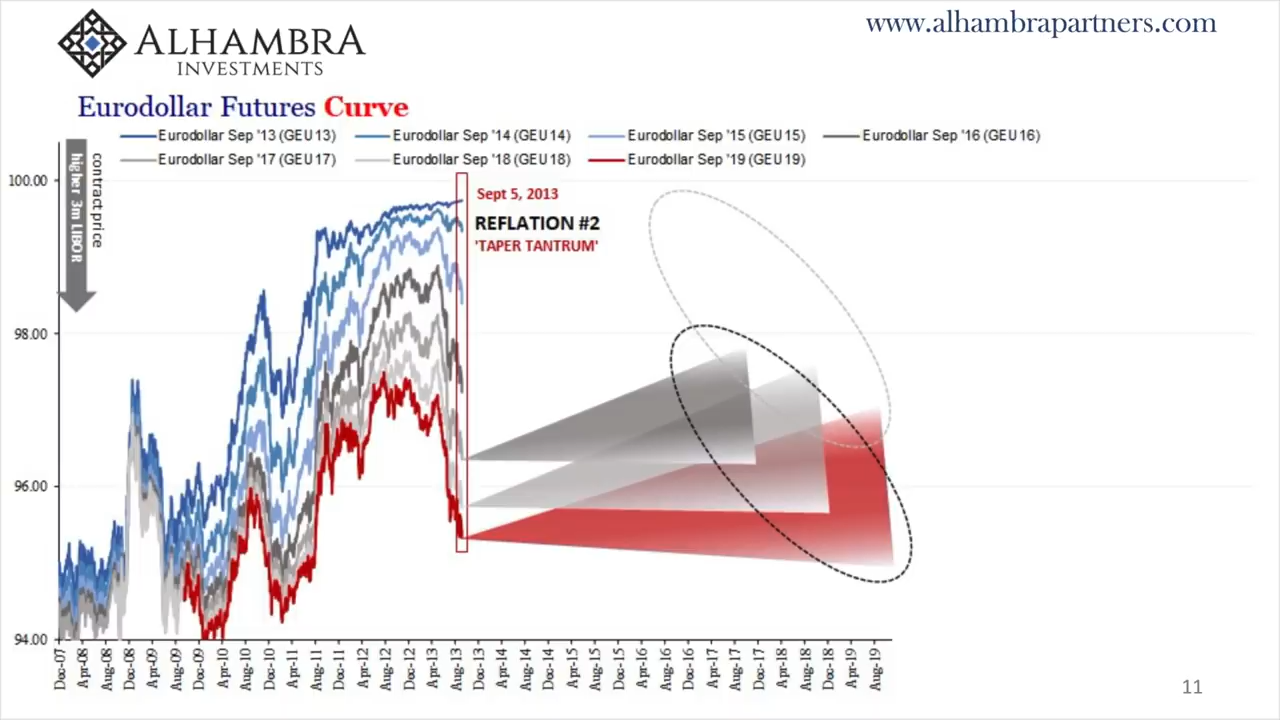 ALHAMBRA
INVESTMENTS
www.alhambrapartners.com
Eurodollar Futures Curve
Eurodollar Sep '13 (GEU13)
Eurodollar Sep '14 (GEU14)
Eurodollar Sep '15 (GEU15)
Eurodollar Sep '16 (GEU16)
Eurodollar Sep '17 (GEU17)
Eurodollar Sep '18 (GEU18)
Eurodollar Sep '19 (GEU19)
higher 3m LIBOR
contract price
100.00
98.00
96.00
94.00
Sept 5, 2013
REFLATION #2
'TAPER TANTRUM'
Dec-07
Apr-08
Aug-08
Dec-08
Apr-09
Aug-09
Dec-09
Apr-10
Aug-10
Dec-10
Apr-11
Aug-11
Dec-11
Apr-12
Aug-12
Dec-12
Apr-13
Aug-13
Dec-13
Apr-14
Aug-14
Dec-14
Apr-15
Aug-15
Dec-15
Apr-16
Aug-16
Dec-16
Apr-17
Aug-17
Dec-17
Apr-18
Aug-18
Dec-18
Apr-19
Aug-19
11